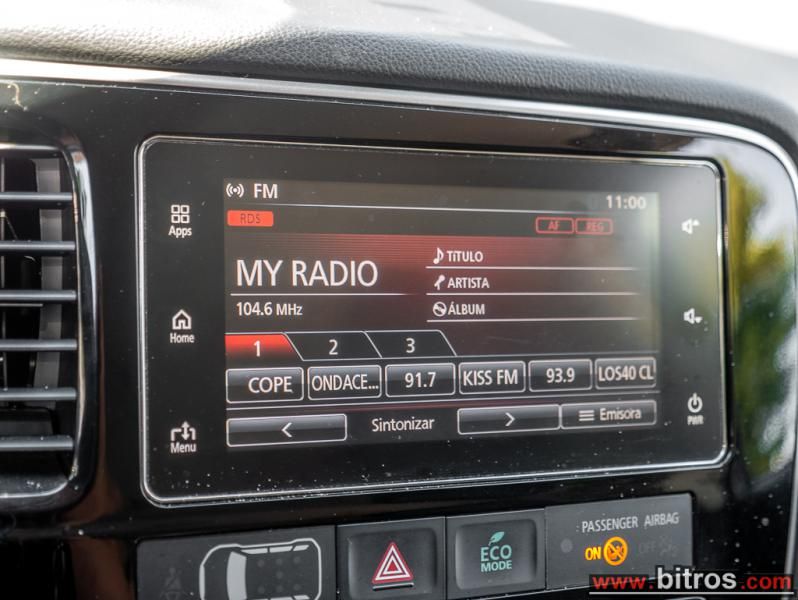 FM
11:00
RDS
AF REG
Apps
MY RADIO
TíTULO
ARTISTA
104.6 MHz
ÁLBUM
Home
1 2 3
COPE ONDACE... 91.7 KISS FM 93.9 LOS40 CL
Sintonizar
Emisora
PWR
Menu
PASSENGER AIRBAG
ON OFF
ECO
MODE
www.bitros.com